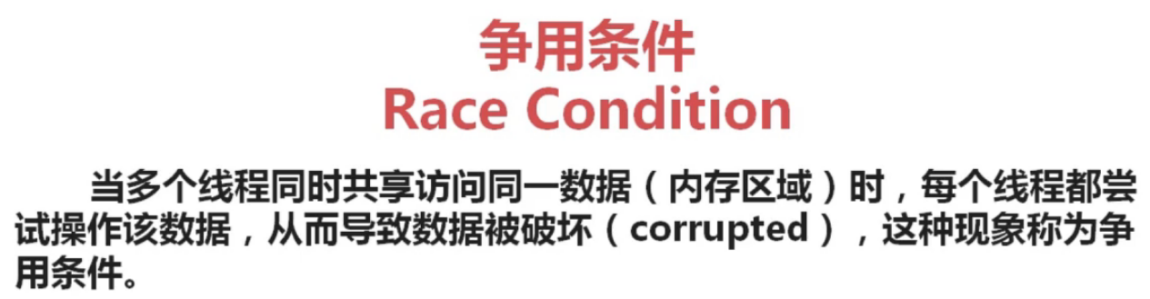 争用条件
Race Condition
当多个线程同时共享访问同一数据（内存区域）时，每个线程都尝
试操作该数据，从而导致数据被破坏（corrupted），这种现象称为争
用条件。